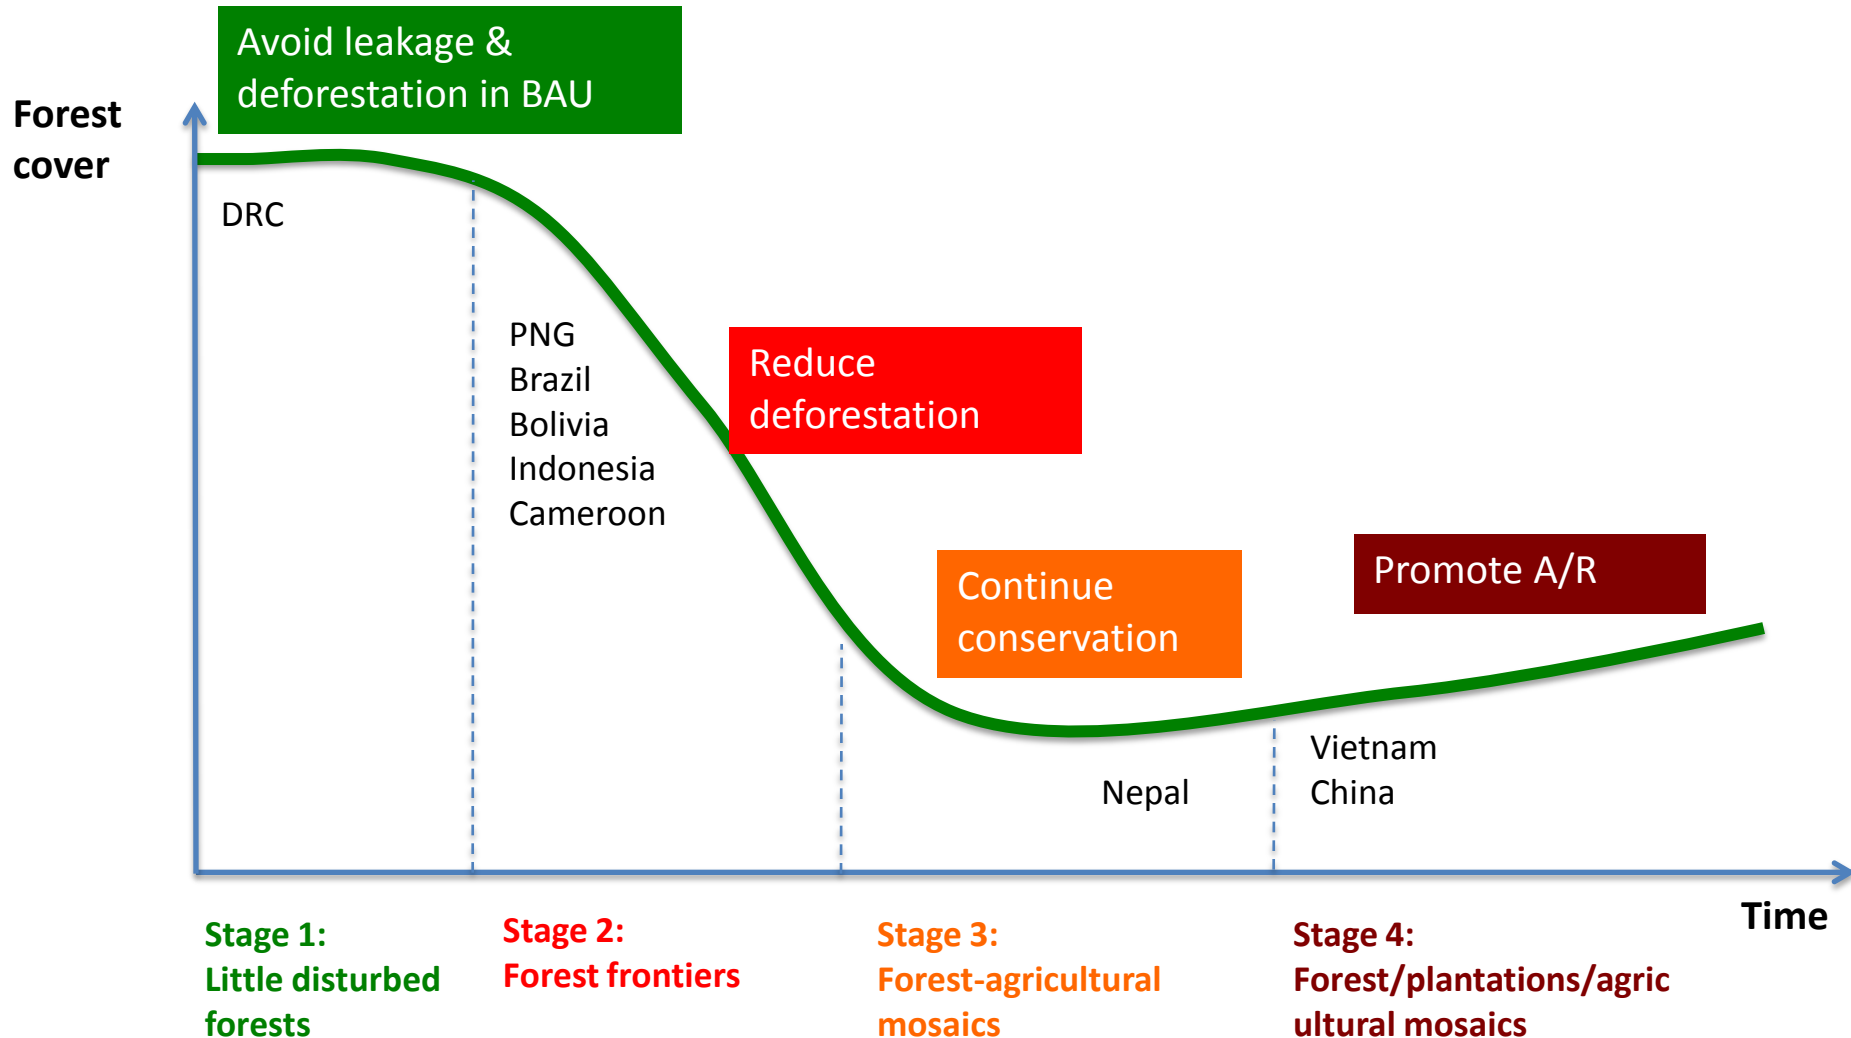 Avoid leakage &
deforestation in BAU
Forest
cover
DRC
PNG
Brazil
Bolivia
Indonesia
Cameroon
Reduce
deforestation
Continue
conservation
Promote A/R
Nepal
Vietnam
China
Time
Stage 1:
Little disturbed
forests
Stage 2:
Forest frontiers
Stage 3:
Forest-agricultural
mosaics
Stage 4:
Forest/plantations/agric
ultural mosaics